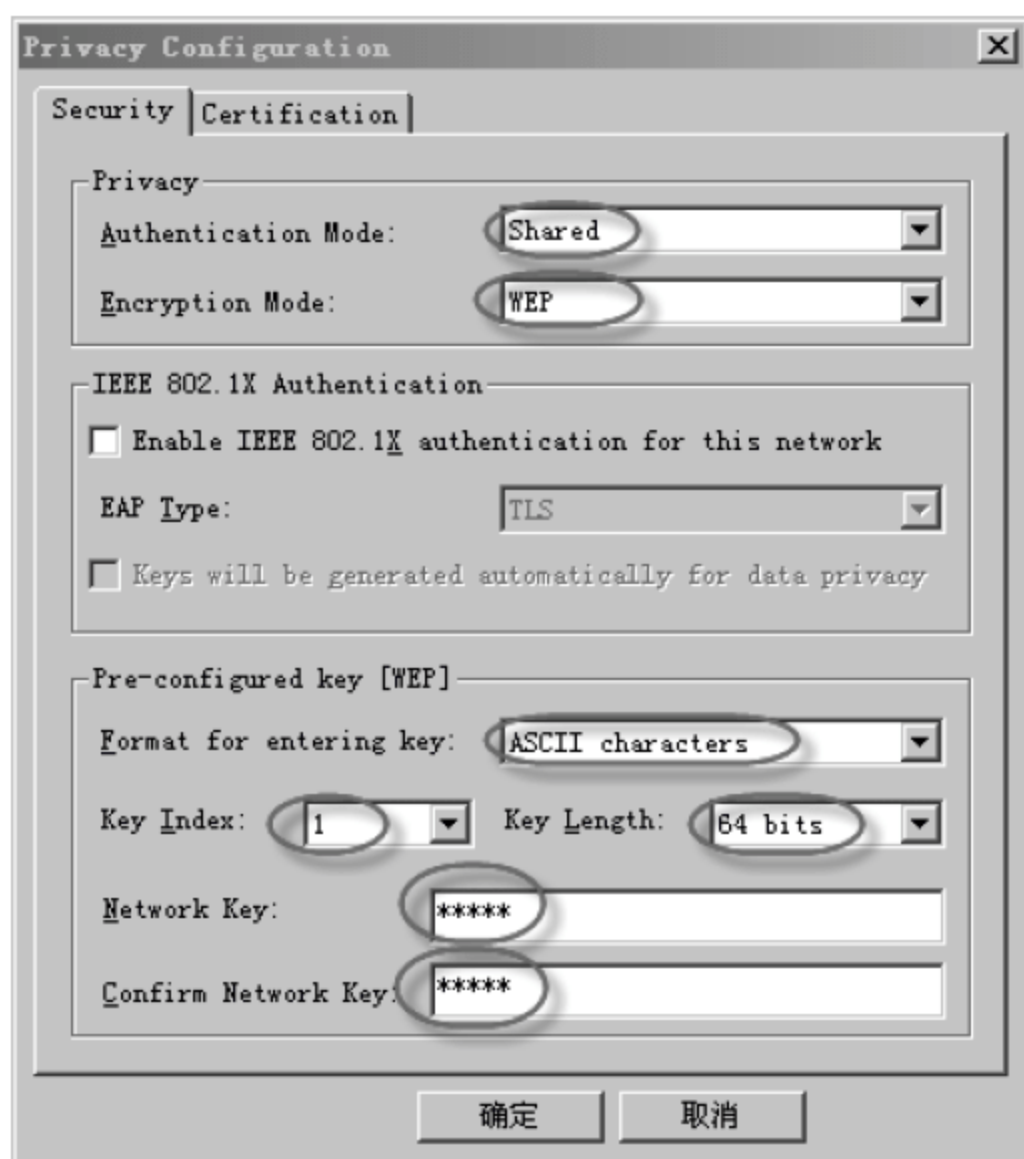 Privacy Configuration
Security Certification
Privacy
Authentication Mode: Shared
Encryption Mode: WEP
IEEE 802.1X Authentication
Enable IEEE 802.1X authentication for this network
EAP Type: TLS
Keys will be generated automatically for data privacy
Pre-configured key [WEP]
Format for entering key: ASCII characters
Key Index: 1 Key Length: 64 bits
Network Key: *****
Confirm Network Key: *****
确定 取消